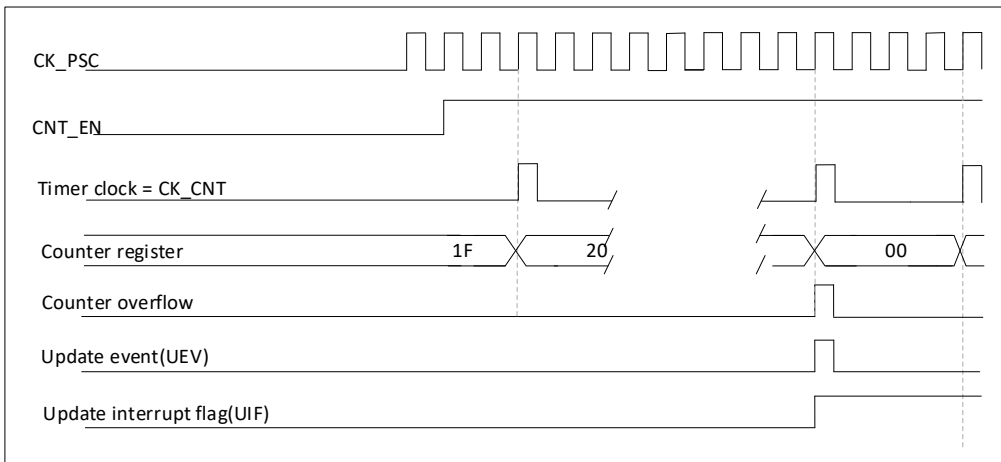 CK_PSC
CNT_EN
Timer clock = CK_CNT
Counter register 1F 20 00
Counter overflow
Update event(UEV)
Update interrupt flag(UIF)